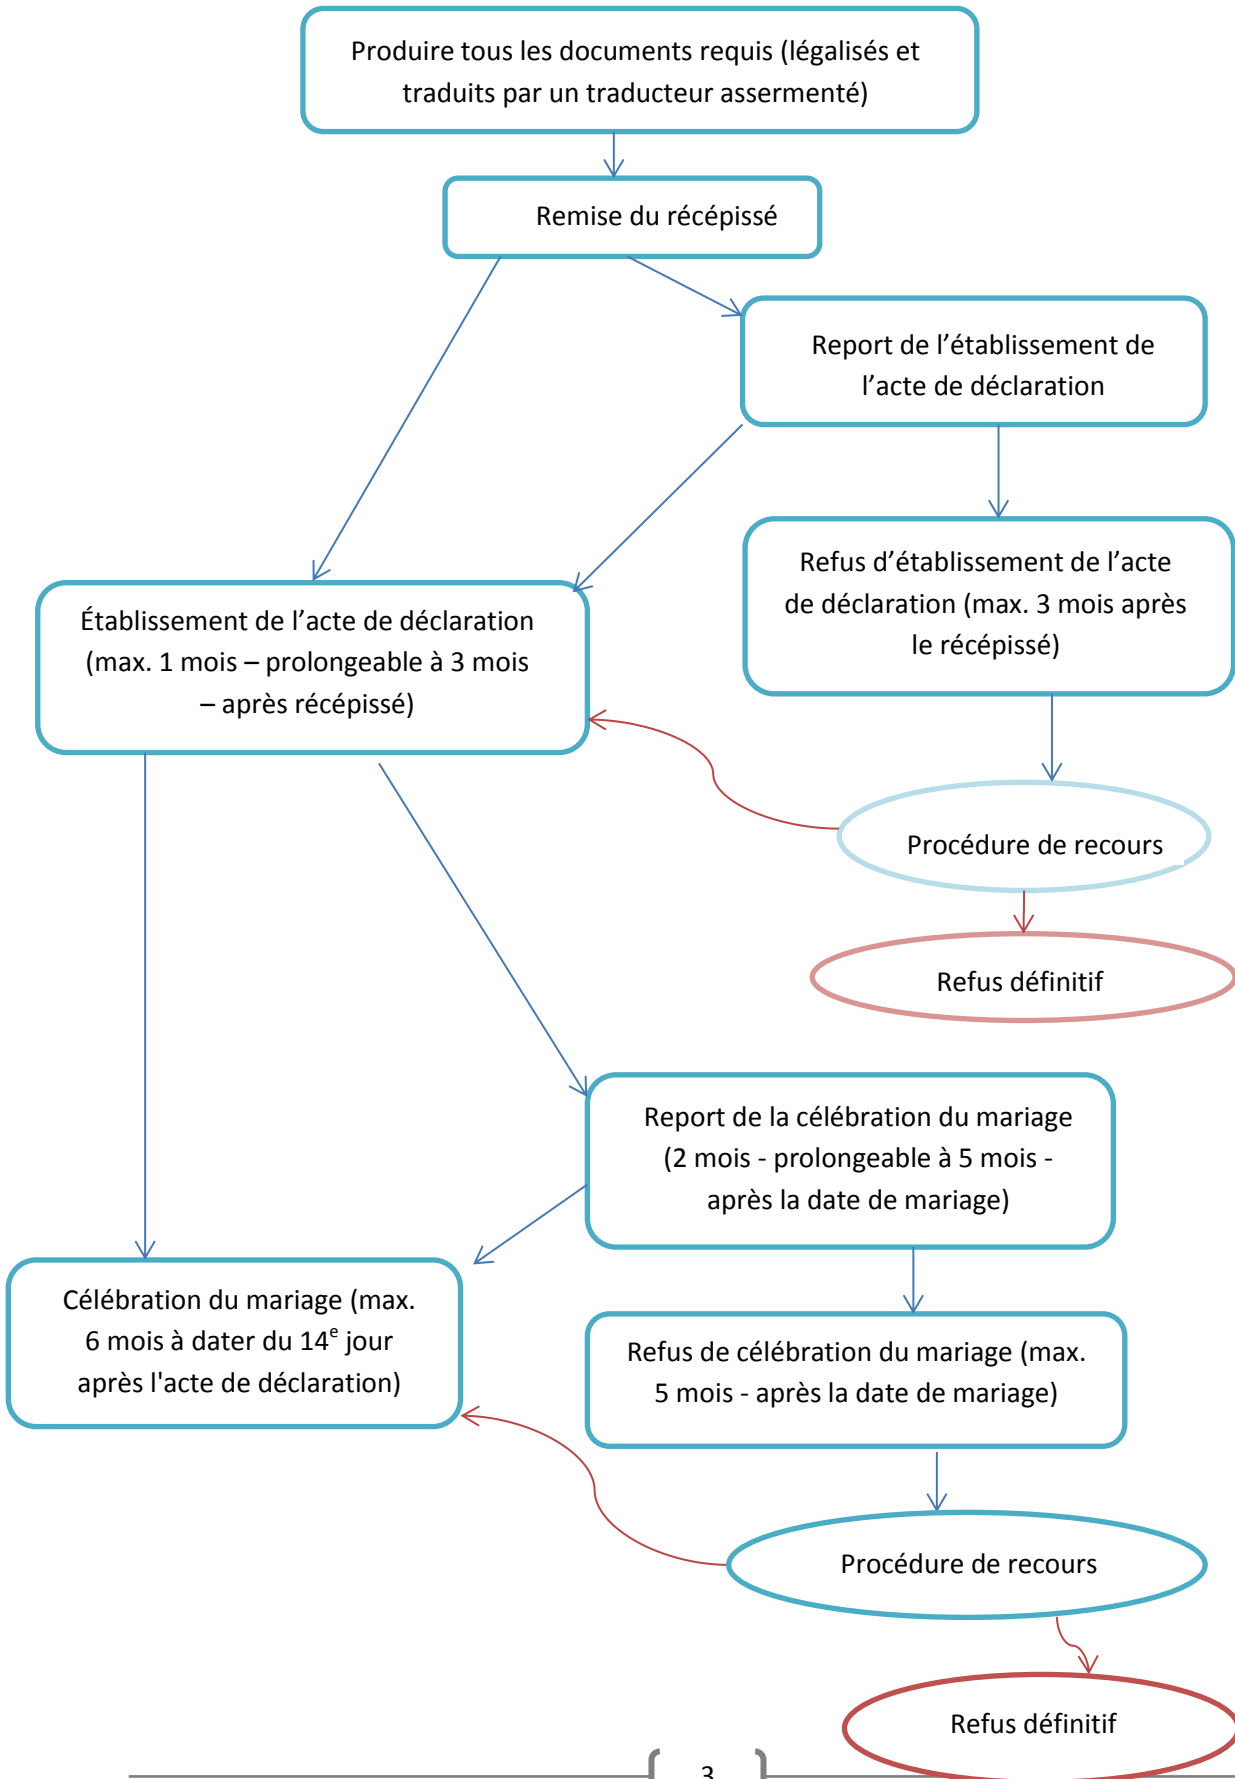 Produire tous les documents requis (légalisés et
traduits par un traducteur assermenté)
Remise du récépissé
Report de l’établissement de
l’acte de déclaration
Refus d’établissement de l’acte
de déclaration (max. 3 mois après
le récépissé)
Établissement de l’acte de déclaration
(max. 1 mois – prolongeable à 3 mois
– après récépissé)
Procédure de recours
Refus définitif
Report de la célébration du mariage
(2 mois - prolongeable à 5 mois -
après la date de mariage)
Célébration du mariage (max.
6 mois à dater du 14e jour
après l'acte de déclaration)
Refus de célébration du mariage (max.
5 mois - après la date de mariage)
Procédure de recours
Refus définitif
3